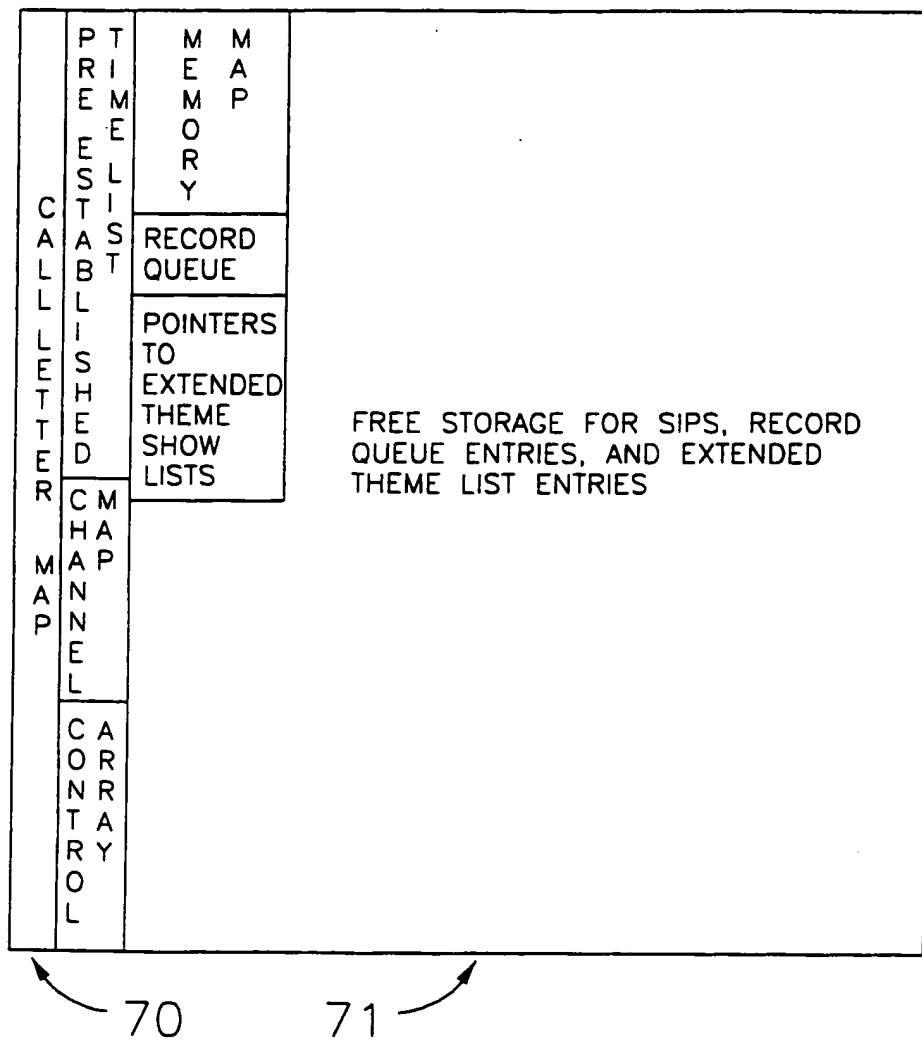 CALL LETTER MAP
PRE ESTABLISHED
TIME LIST
CHANNEL
MAP
CONTROL
ARRAY
MEMORY
MAP
RECORD
QUEUE
POINTERS
TO
EXTENDED
THEME
SHOW
LISTS
FREE STORAGE FOR SIPS, RECORD
QUEUE ENTRIES, AND EXTENDED
THEME LIST ENTRIES
70
71